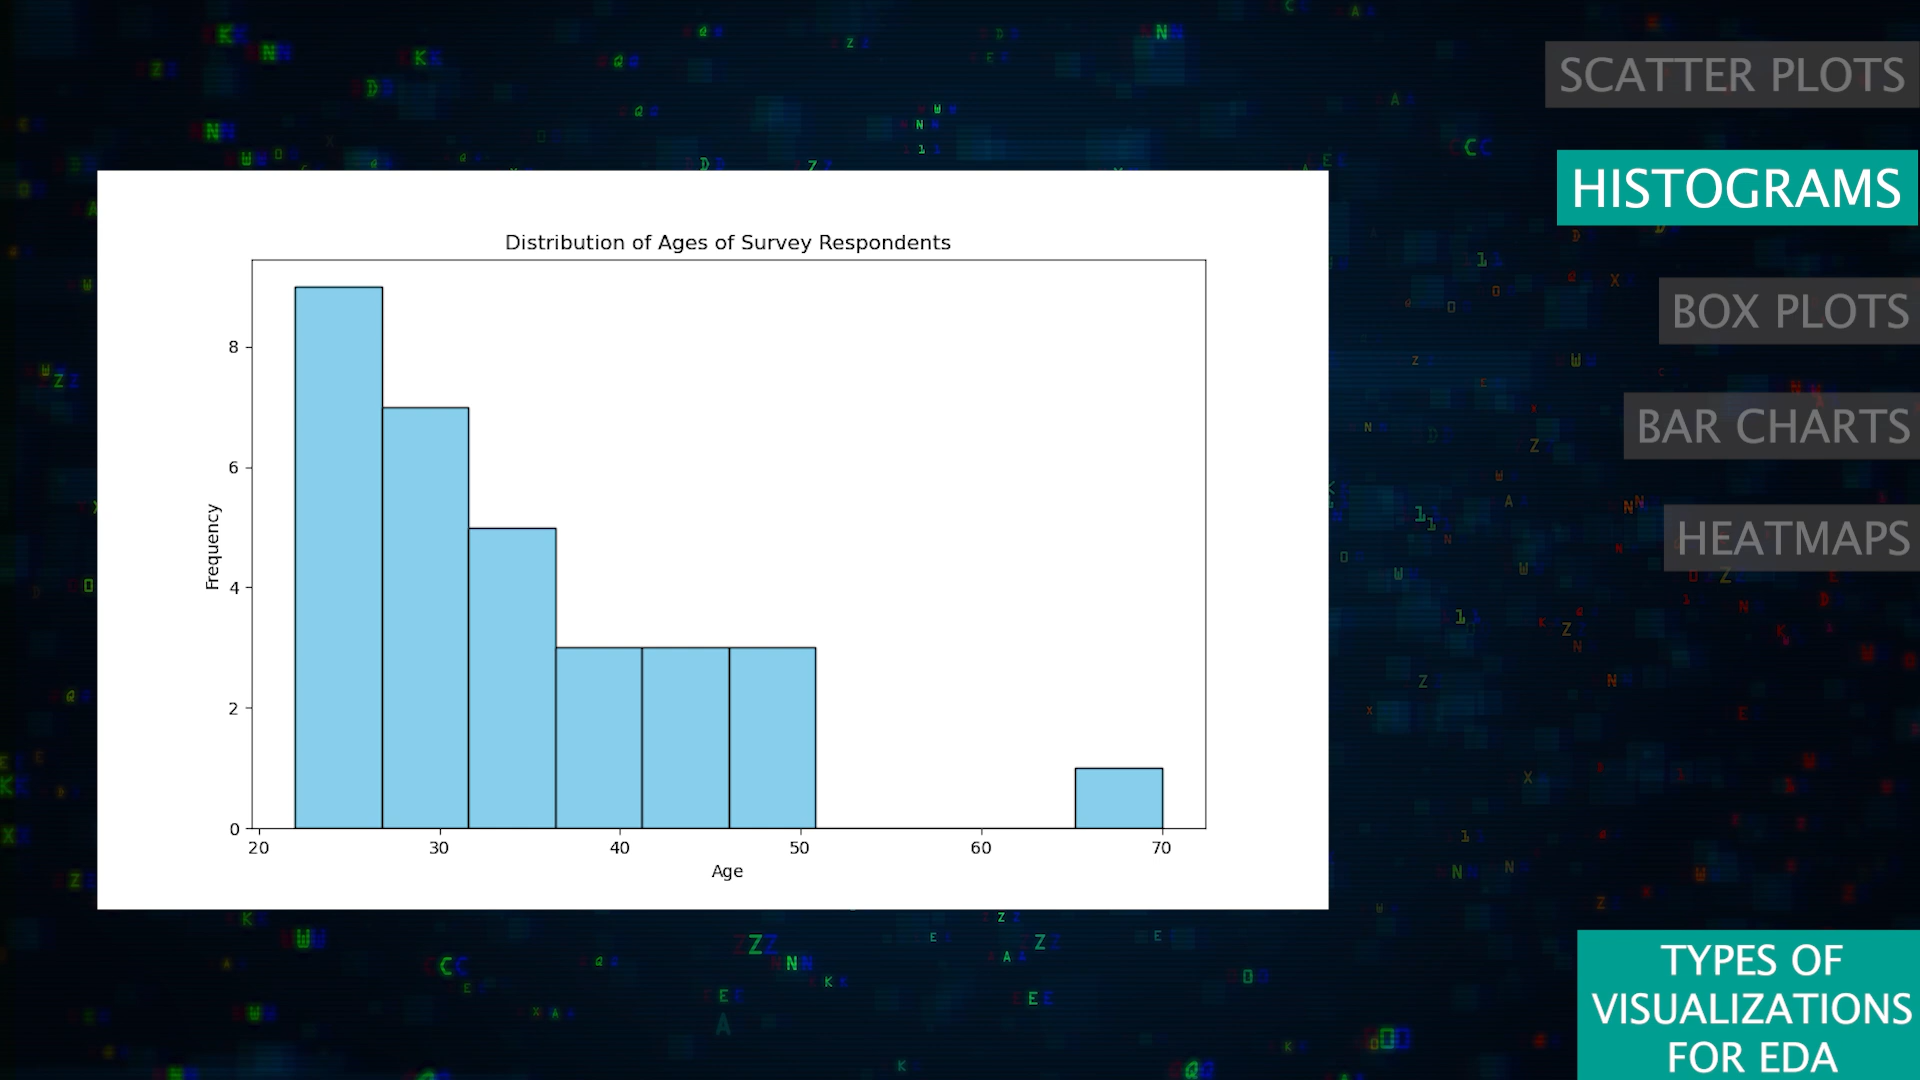 SCATTER PLOTS
HISTOGRAMS
BOX PLOTS
BAR CHARTS
HEATMAPS
Distribution of Ages of Survey Respondents
Frequency
8
6
4
2
0
20 30 40 50 60 70
Age
TYPES OF
VISUALIZATIONS
FOR EDA